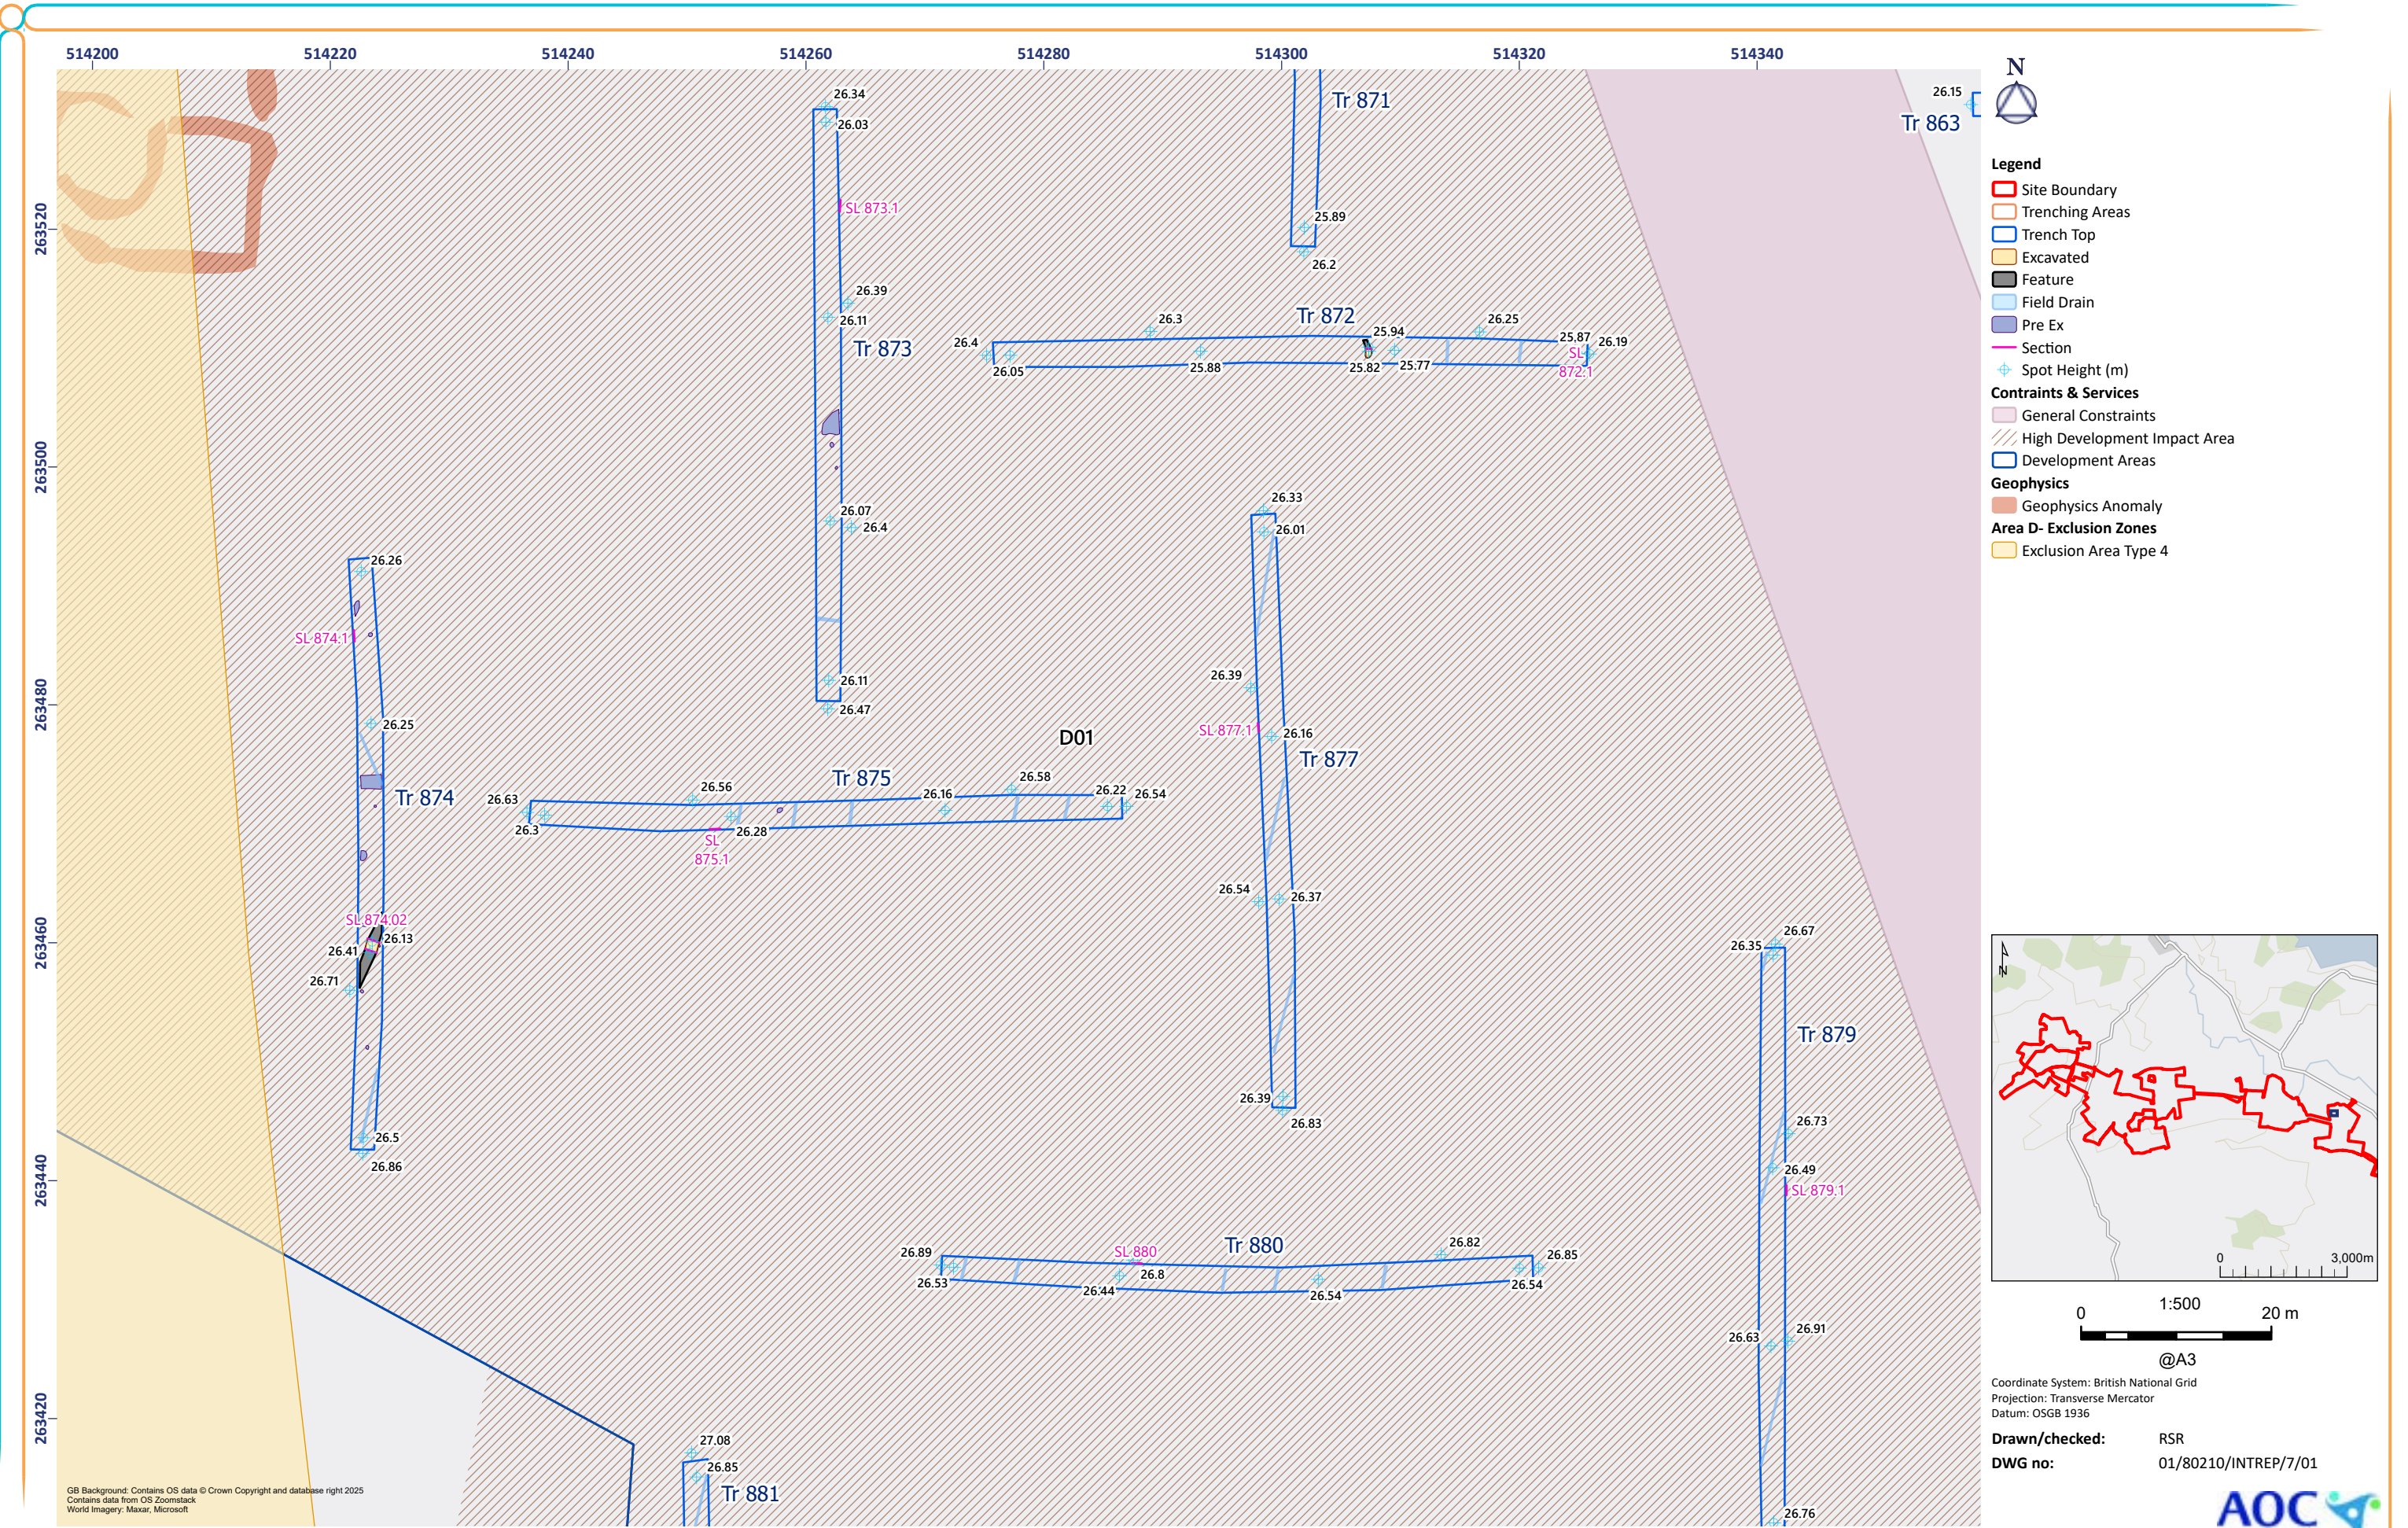 514200 514220 514240 514260 514280 514300 514320 514340
263520
263500
263480
263460
263440
263420
26.34
26.03
Tr 871
26.15
Tr 863
SL 873.1
25.89
26.2
26.39
26.11
Tr 873
Tr 872
26.3
26.25
25.94
26.4
26.05
25.88
25.82
25.77
25.87
26.19
SL
872.1
26.07
26.4
26.33
26.01
26.26
SL 874.1
26.25
26.11
26.47
26.39
SL 877.1
26.16
D01
Tr 877
Tr 874
Tr 875
26.63
26.56
26.58
26.16
26.22
26.54
26.3
26.28
SL
875.1
26.54
26.37
SL 874.02
26.13
26.41
26.71
26.67
26.35
Tr 879
26.39
26.83
26.5
26.86
26.73
26.49
SL 879.1
26.89
SL 880
Tr 880
26.82
26.85
26.53
26.8
26.44
26.54
26.54
26.91
26.63
27.08
26.85
Tr 881
26.76
GB Background: Contains OS data © Crown Copyright and database right 2025
Contains data from OS Zoomstack
World Imagery: Maxar, Microsoft
N
Legend
Site Boundary
Trenching Areas
Trench Top
Excavated
Feature
Field Drain
Pre Ex
Section
Spot Height (m)
Contraints & Services
General Constraints
High Development Impact Area
Development Areas
Geophysics
Geophysics Anomaly
Area D- Exclusion Zones
Exclusion Area Type 4
N
0 3,000m
1:500
0 20 m
@A3
Coordinate System: British National Grid
Projection: Transverse Mercator
Datum: OSGB 1936
Drawn/checked: RSR
DWG no: 01/80210/INTREP/7/01
AOC